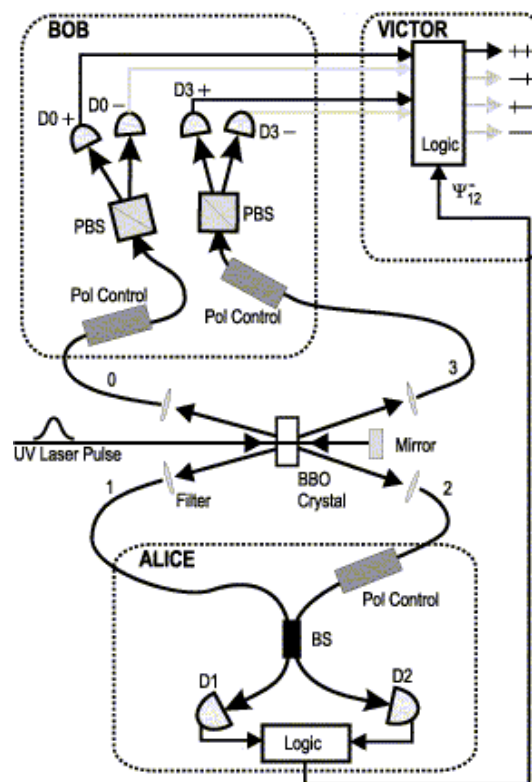 BOB
VICTOR
D0 +
D0 –
D3 +
D3 –
++
–+
+–
– –
Logic
Ψ⁻₁₂
PBS
PBS
Pol Control
Pol Control
0
3
UV Laser Pulse
Mirror
BBO
Crystal
1
Filter
2
ALICE
Pol Control
BS
D1
D2
Logic